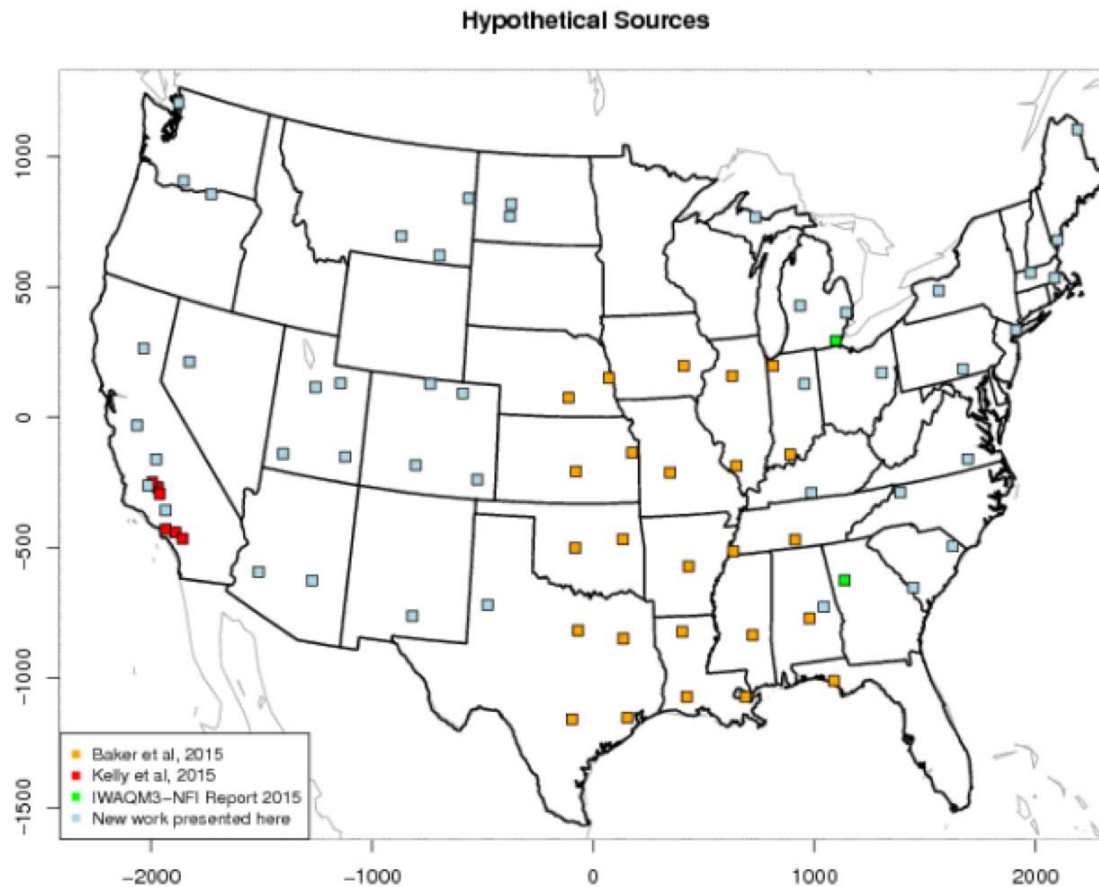 Hypothetical Sources
1000
500
0
−500
−1000
−1500
Baker et al, 2015
Kelly et al, 2015
IWAQM3−NFI Report 2015
New work presented here
−2000 −1000 0 1000 2000